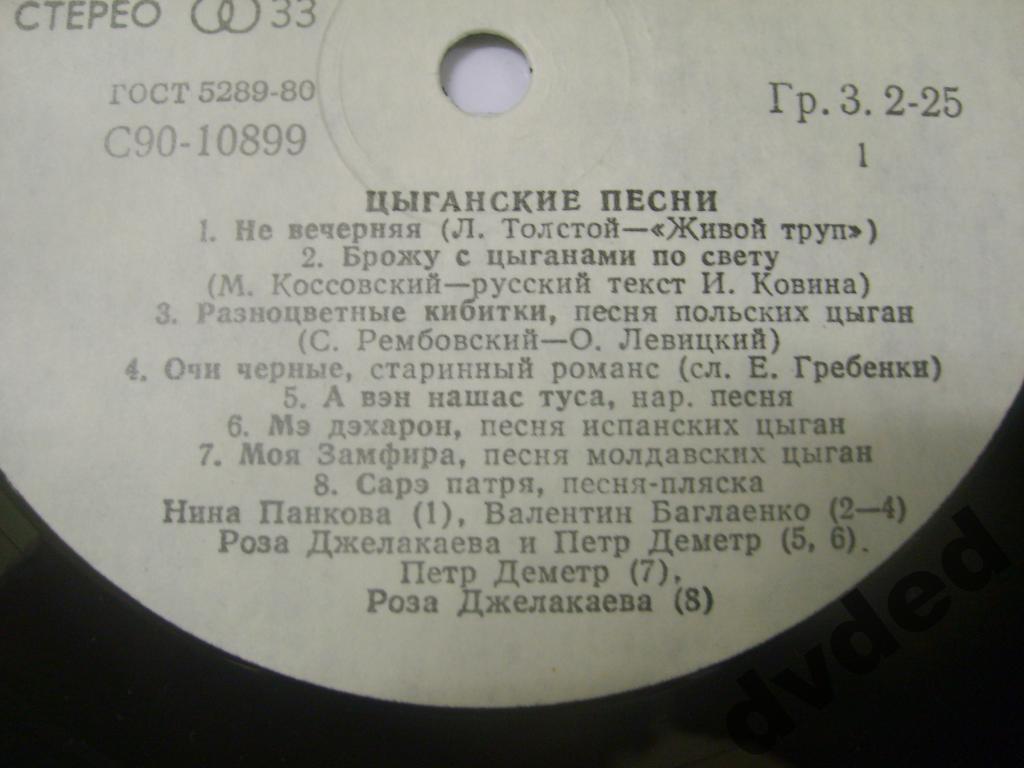 СТЕРЕО 33
ГОСТ 5289-80
С90-10899
Гр. 3. 2-25
1
ЦЫГАНСКИЕ ПЕСНИ
1. Не вечерняя (Л. Толстой—«Живой труп»)
2. Брожу с цыганами по свету
(М. Коссовский—русский текст И. Ковина)
3. Разноцветные кибитки, песня польских цыган
(С. Рембовский—О. Левицкий)
4. Очи черные, старинный романс (сл. Е. Гребенки)
5. А вэн нашас туса, нар. песня
6. Мэ дэхарон, песня испанских цыган
7. Моя Замфира, песня молдавских цыган
8. Сарэ патря, песня-пляска
Нина Панкова (1), Валентин Баглаенко (2—4)
Роза Джелакаева и Петр Деметр (5, 6),
Петр Деметр (7),
Роза Джелакаева (8)
dvded